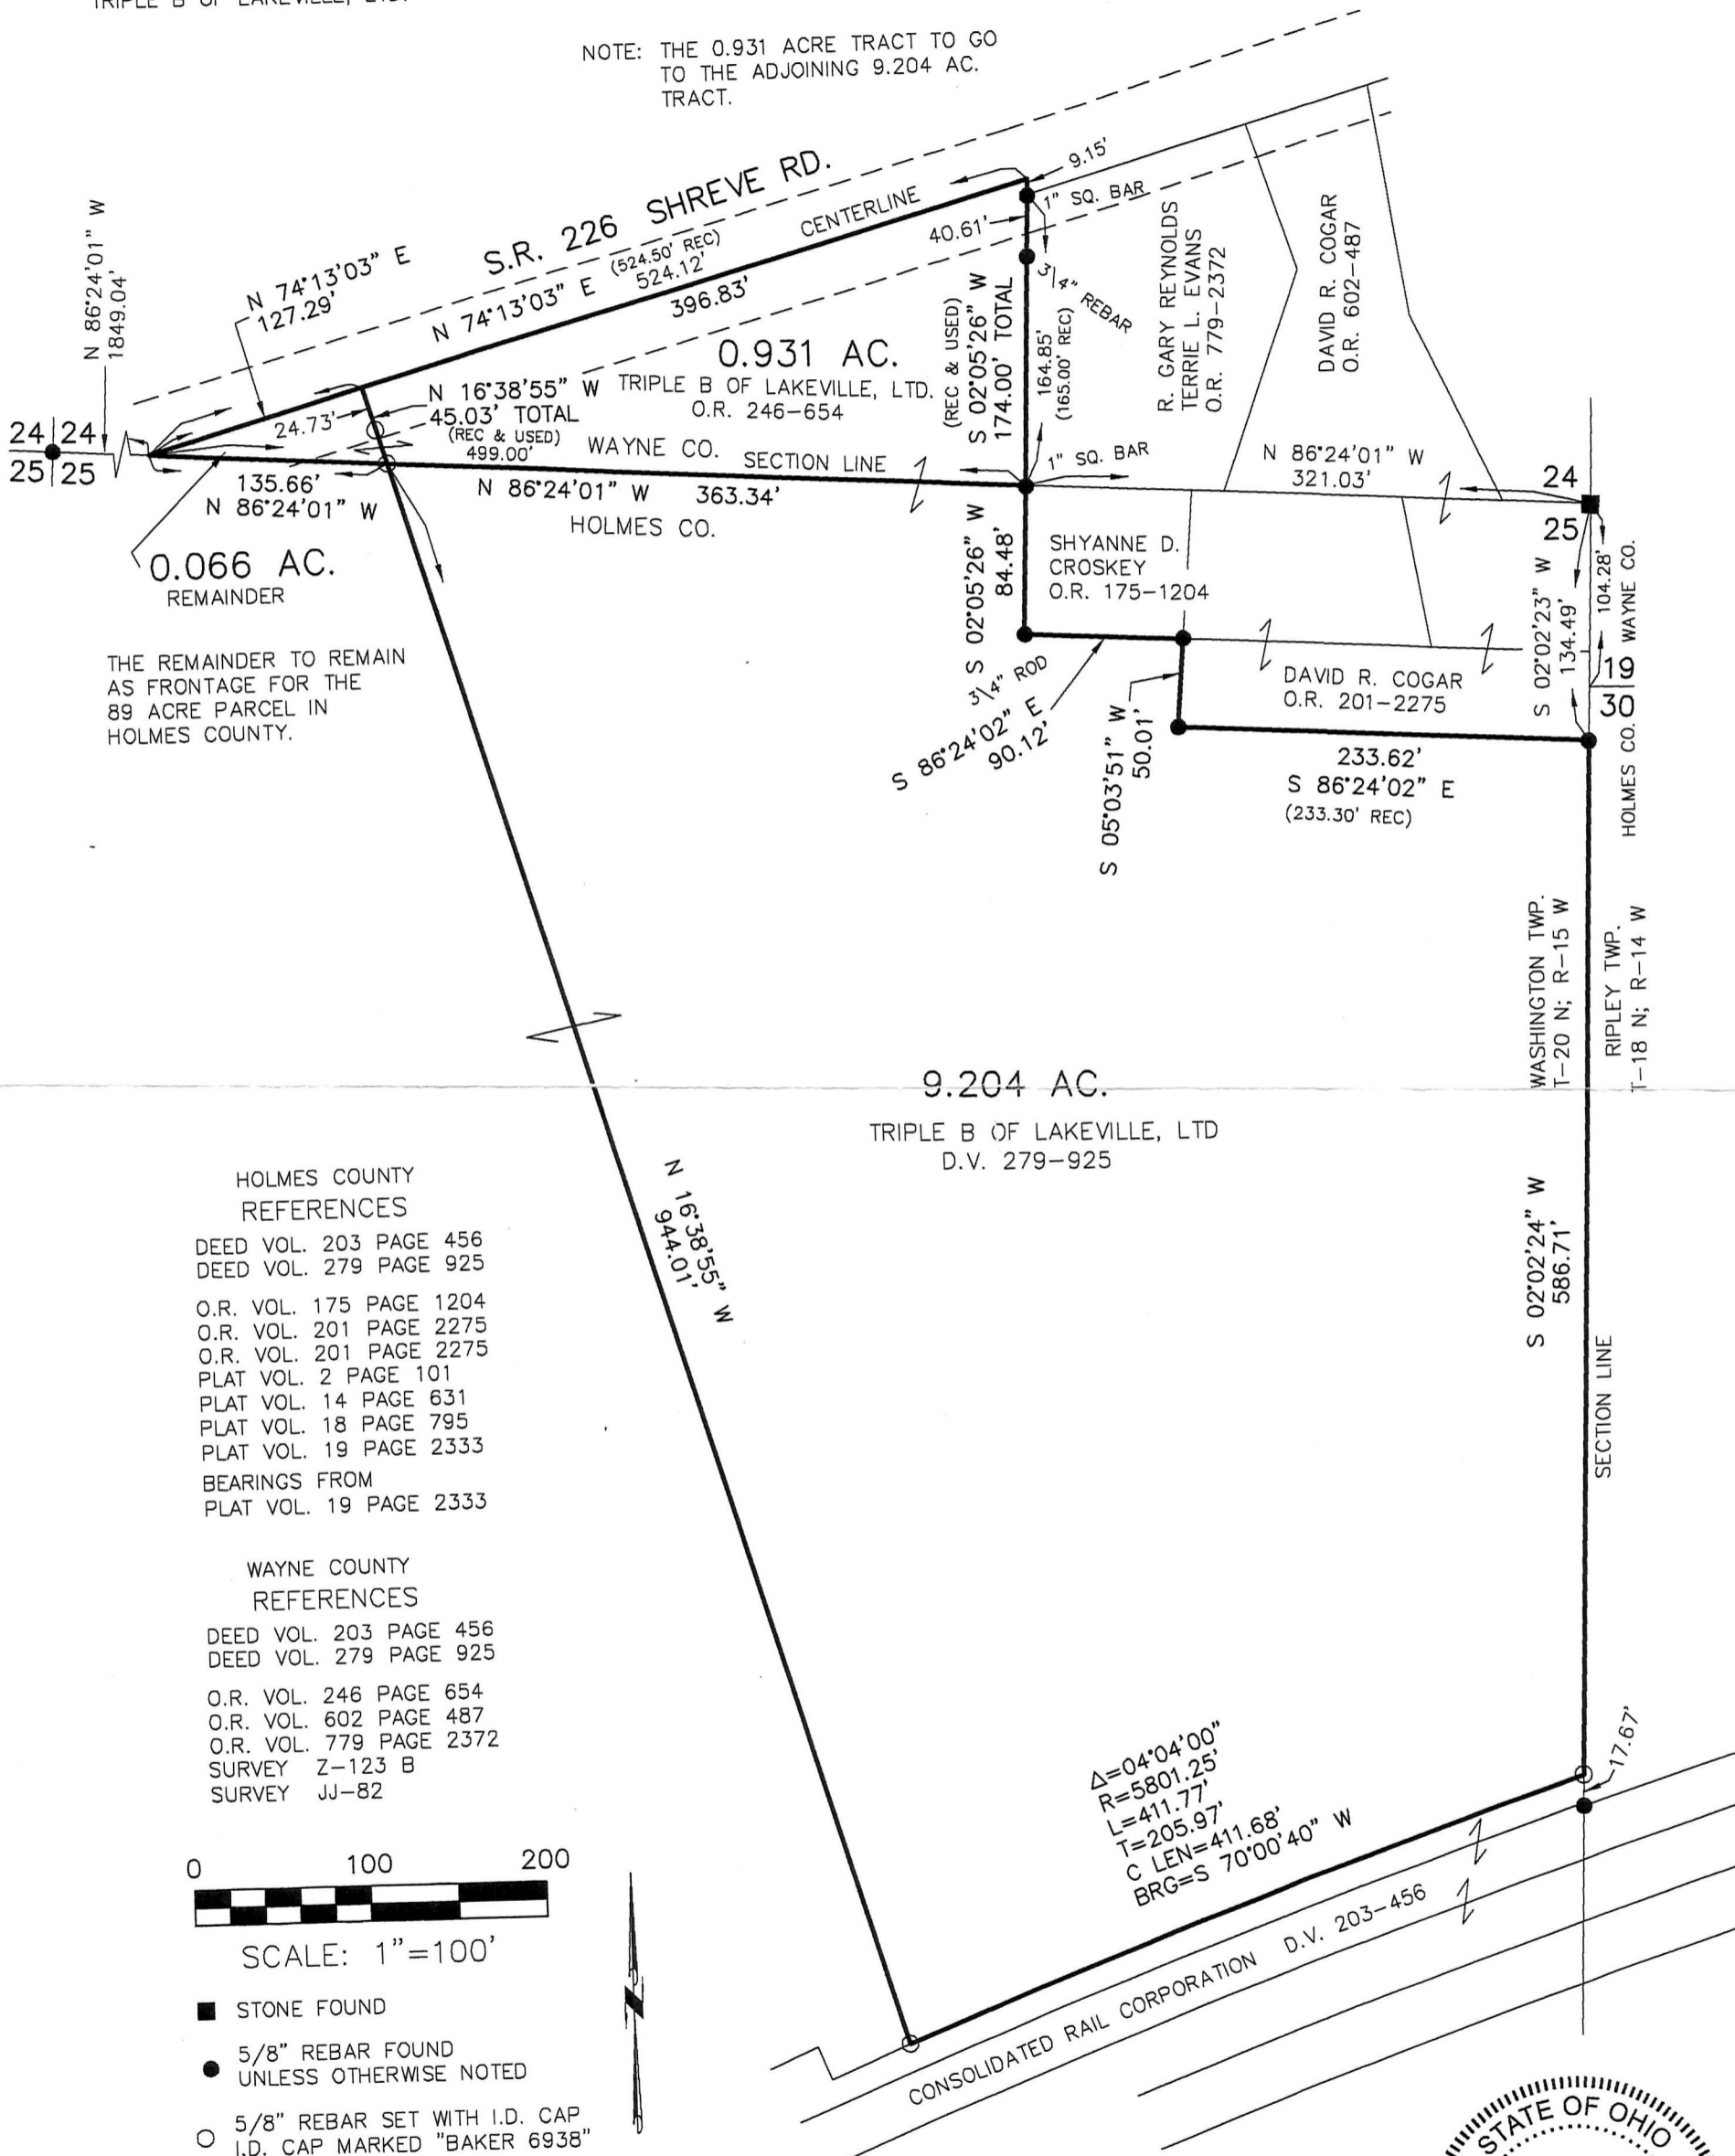 NOTE: THE 0.931 ACRE TRACT TO GO
TO THE ADJOINING 9.204 AC.
TRACT.
S.R. 226 SHREVE RD.
CENTERLINE
9.15'
1" SQ. BAR
40.61'
3\4" REBAR
N 86°24'01" W
1849.04'
N 74°13'03" E
127.29'
N 74°13'03" E
(524.50' REC)
524.12'
396.83'
0.931 AC.
TRIPLE B OF LAKEVILLE, LTD.
O.R. 246-654
N 16°38'55" W
45.03' TOTAL
(REC & USED)
499.00'
24.73'
(REC & USED)
S 02°05'26" W
174.00' TOTAL
164.85'
(165.00' REC)
R. GARY REYNOLDS
TERRIE L. EVANS
O.R. 779-2372
DAVID R. COGAR
O.R. 602-487
24 24
25 25
WAYNE CO.
SECTION LINE
1" SQ. BAR
N 86°24'01" W
321.03'
24
25
135.66'
N 86°24'01" W
N 86°24'01" W 363.34'
HOLMES CO.
0.066 AC.
REMAINDER
THE REMAINDER TO REMAIN
AS FRONTAGE FOR THE
89 ACRE PARCEL IN
HOLMES COUNTY.
S 02°05'26" W
84.48'
SHYANNE D.
CROSKEY
O.R. 175-1204
3\4" ROD
S 86°24'02" E
90.12'
S 05°03'51" W
50.01'
DAVID R. COGAR
O.R. 201-2275
S 02°02'23" W
134.49'
104.28'
WAYNE CO.
HOLMES CO.
19
30
233.62'
S 86°24'02" E
(233.30' REC)
WASHINGTON TWP.
T-20 N; R-15 W
RIPLEY TWP.
T-18 N; R-14 W
9.204 AC.
TRIPLE B OF LAKEVILLE, LTD
D.V. 279-925
N 16°38'55" W
944.01'
S 02°02'24" W
586.71'
SECTION LINE
HOLMES COUNTY
REFERENCES
DEED VOL. 203 PAGE 456
DEED VOL. 279 PAGE 925
O.R. VOL. 175 PAGE 1204
O.R. VOL. 201 PAGE 2275
O.R. VOL. 201 PAGE 2275
PLAT VOL. 2 PAGE 101
PLAT VOL. 14 PAGE 631
PLAT VOL. 18 PAGE 795
PLAT VOL. 19 PAGE 2333
BEARINGS FROM
PLAT VOL. 19 PAGE 2333
WAYNE COUNTY
REFERENCES
DEED VOL. 203 PAGE 456
DEED VOL. 279 PAGE 925
O.R. VOL. 246 PAGE 654
O.R. VOL. 602 PAGE 487
O.R. VOL. 779 PAGE 2372
SURVEY Z-123 B
SURVEY JJ-82
Δ=04°04'00"
R=5801.25'
L=411.77'
T=205.97'
C LEN=411.68'
BRG=S 70°00'40" W
17.67'
CONSOLIDATED RAIL CORPORATION D.V. 203-456
0 100 200
SCALE: 1"=100'
N
STONE FOUND
5/8" REBAR FOUND
UNLESS OTHERWISE NOTED
5/8" REBAR SET WITH I.D. CAP
I.D. CAP MARKED "BAKER 6938"
STATE OF OHIO